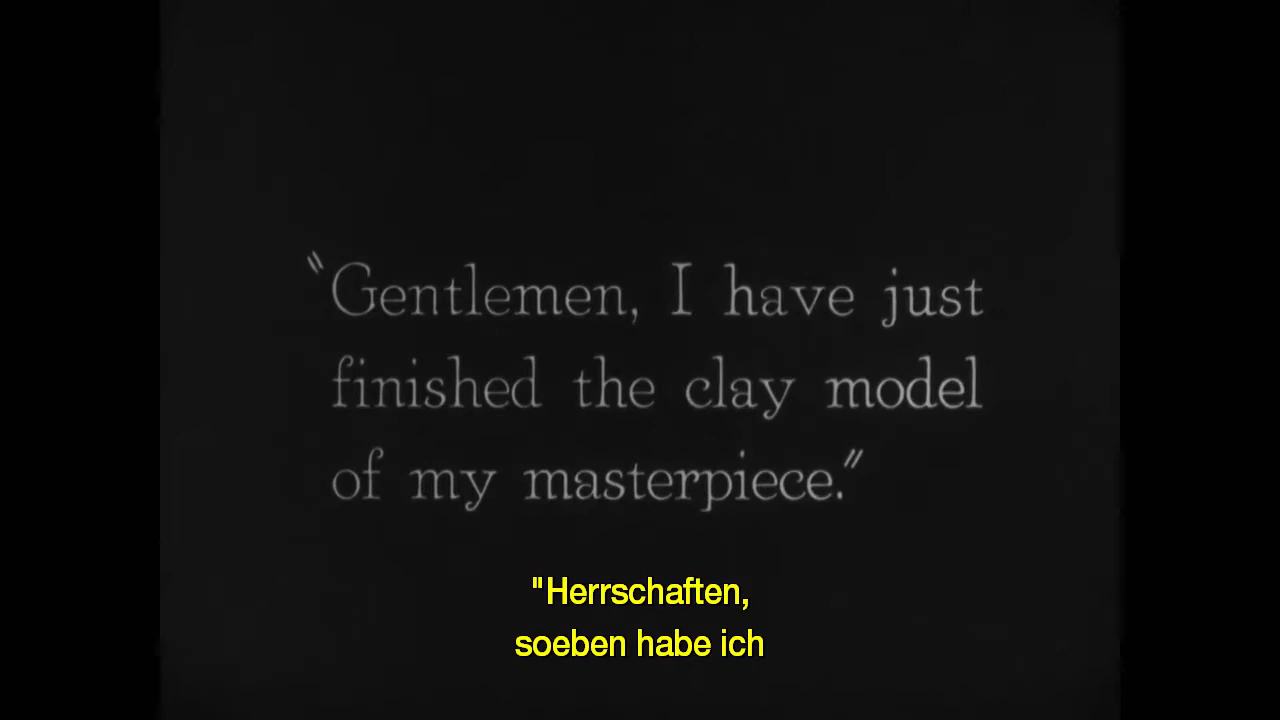 "Gentlemen, I have just
finished the clay model
of my masterpiece."
"Herrschaften,
soeben habe ich